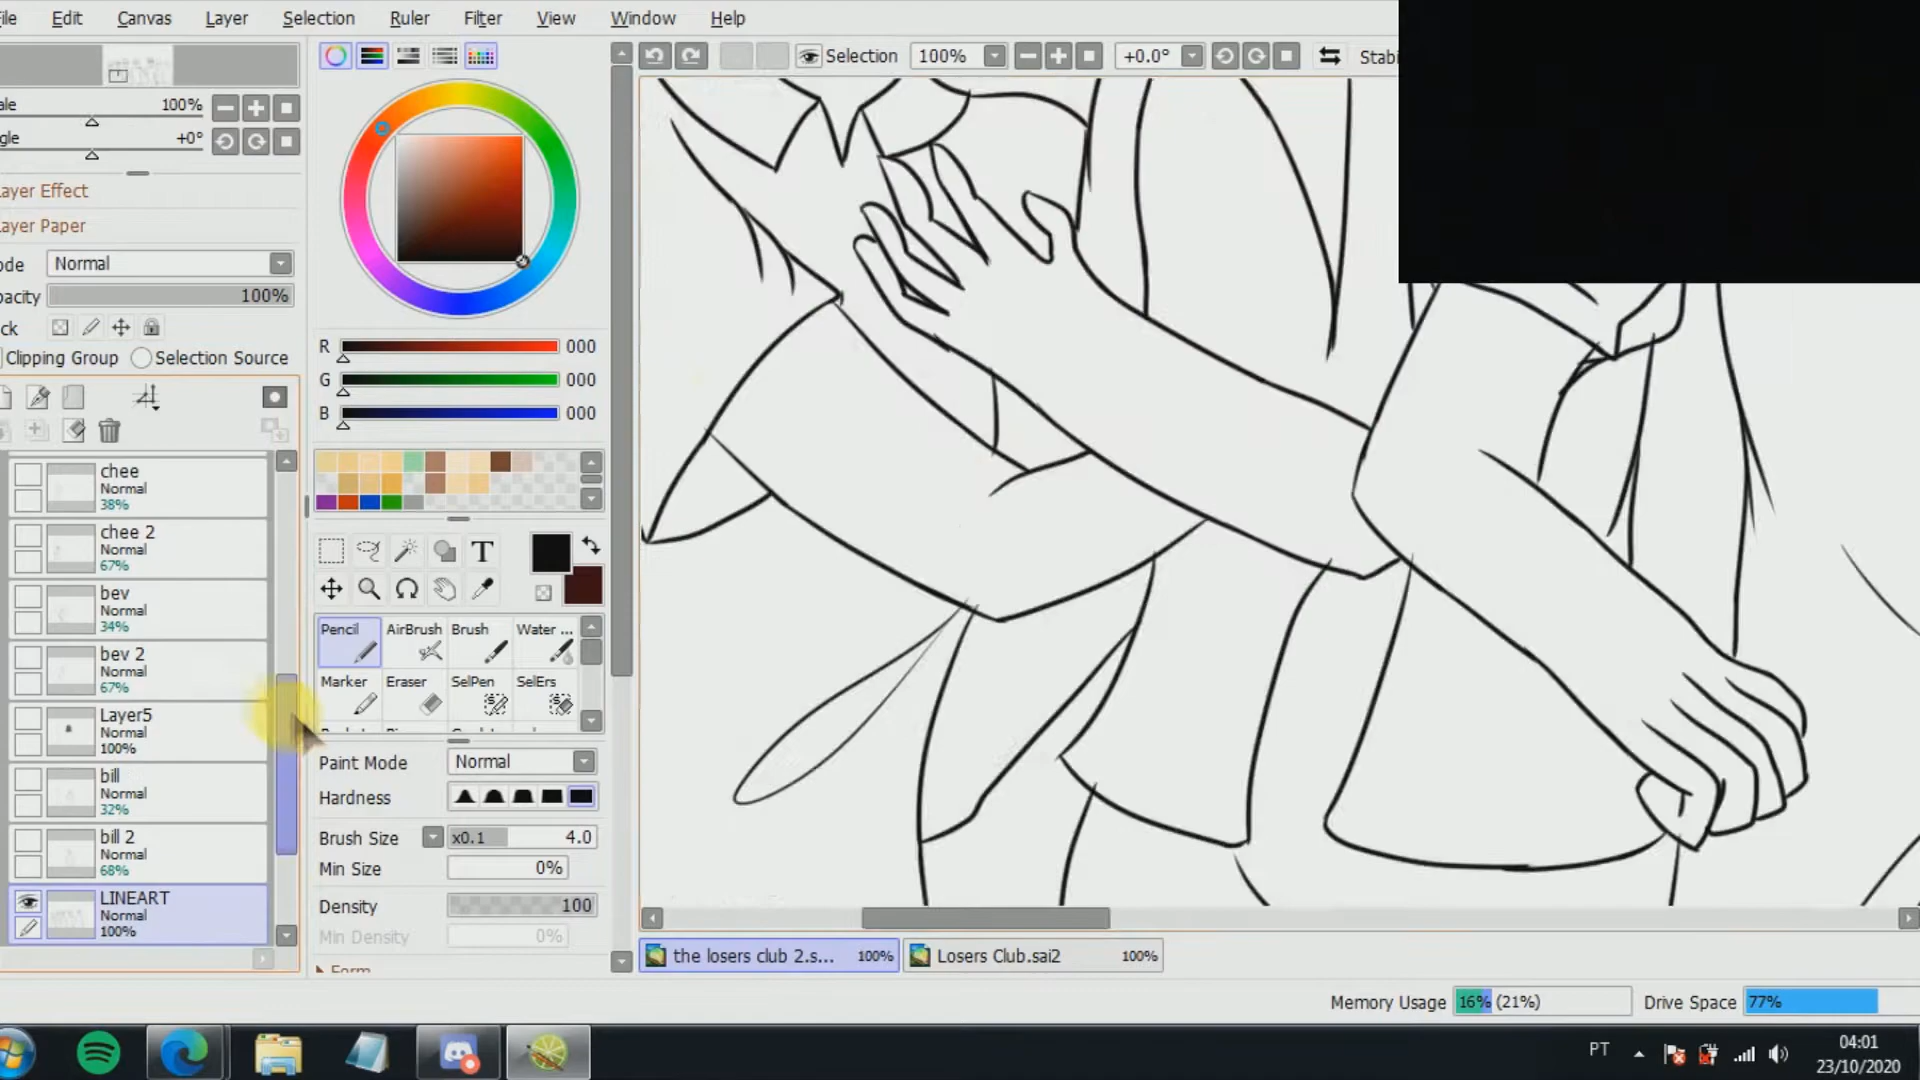 ile Edit Canvas Layer Selection Ruler Filter View Window Help
Selection 100% +0.0° Stabi
ale 100%
gle +0°
ayer Effect
ayer Paper
ode Normal
pacity 100%
ck
Clipping Group Selection Source
R 000
G 000
B 000
chee
Normal
38%
chee 2
Normal
67%
bev
Normal
34%
bev 2
Normal
67%
Layer5
Normal
100%
bill
Normal
32%
bill 2
Normal
68%
LINEART
Normal
100%
T
Pencil AirBrush Brush Water ...
Marker Eraser SelPen SelErs
Paint Mode Normal
Hardness
Brush Size x0.1 4.0
Min Size 0%
Density 100
Min Density 0%
Form
the losers club 2.s... 100% Losers Club.sai2 100%
Memory Usage 16% (21%) Drive Space 77%
PT
04:01
23/10/2020